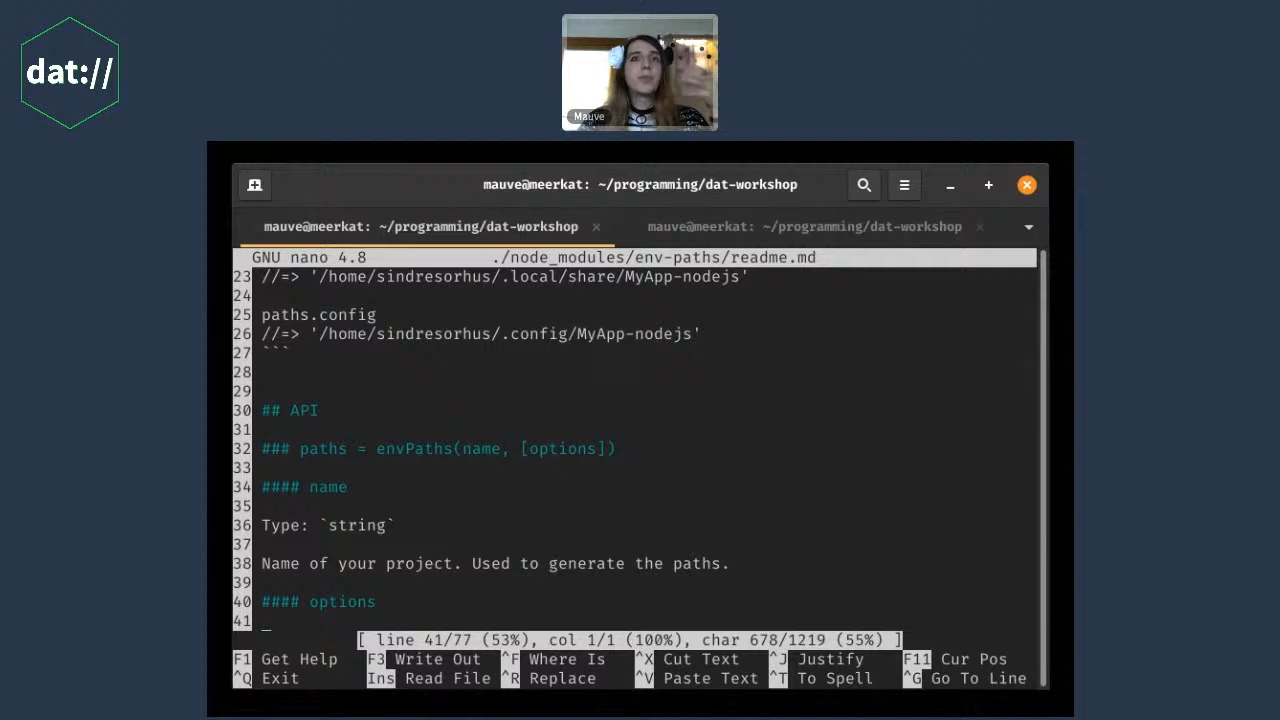 dat://
Mauve
mauve@meerkat: ~/programming/dat-workshop
mauve@meerkat: ~/programming/dat-workshop × mauve@meerkat: ~/programming/dat-workshop ×
GNU nano 4.8 ./node_modules/env-paths/readme.md
23 //=> '/home/sindresorhus/.local/share/MyApp-nodejs'
24
25 paths.config
26 //=> '/home/sindresorhus/.config/MyApp-nodejs'
27 ```
28
29
30 ## API
31
32 ### paths = envPaths(name, [options])
33
34 #### name
35
36 Type: `string`
37
38 Name of your project. Used to generate the paths.
39
40 #### options
41
[ line 41/77 (53%), col 1/1 (100%), char 678/1219 (55%) ]
F1 Get Help F3 Write Out ^F Where Is ^X Cut Text ^J Justify F11 Cur Pos
^Q Exit Ins Read File ^R Replace ^V Paste Text ^T To Spell ^G Go To Line